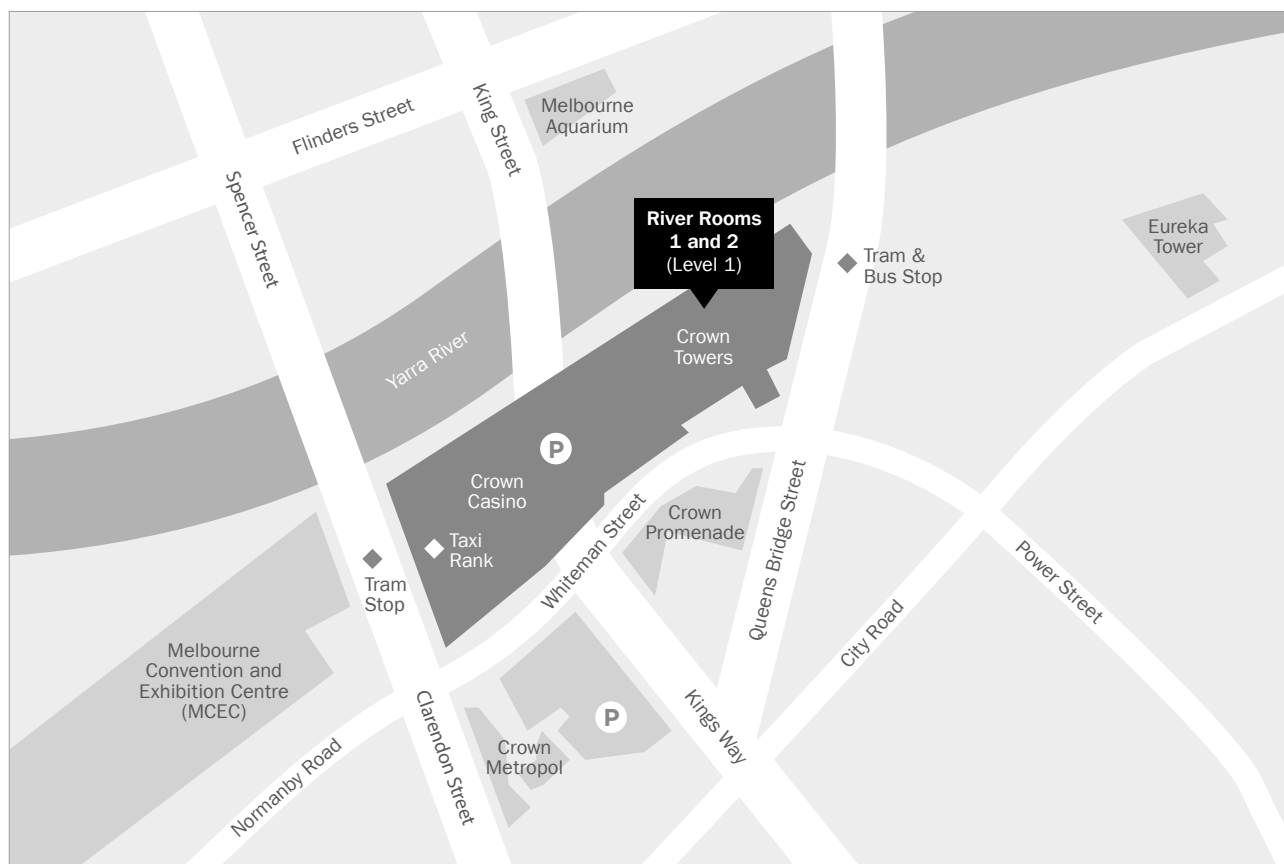 Melbourne
Aquarium
King Street
Flinders Street
Spencer Street
River Rooms
1 and 2
(Level 1)
Eureka
Tower
Tram &
Bus Stop
Yarra River
Crown
Towers
P
Crown
Casino
Taxi
Rank
Crown
Promenade
Whiteman Street
Queens Bridge Street
Power Street
Tram
Stop
City Road
Melbourne
Convention and
Exhibition Centre
(MCEC)
Clarendon Street
Kings Way
P
Crown
Metropol
Normanby Road